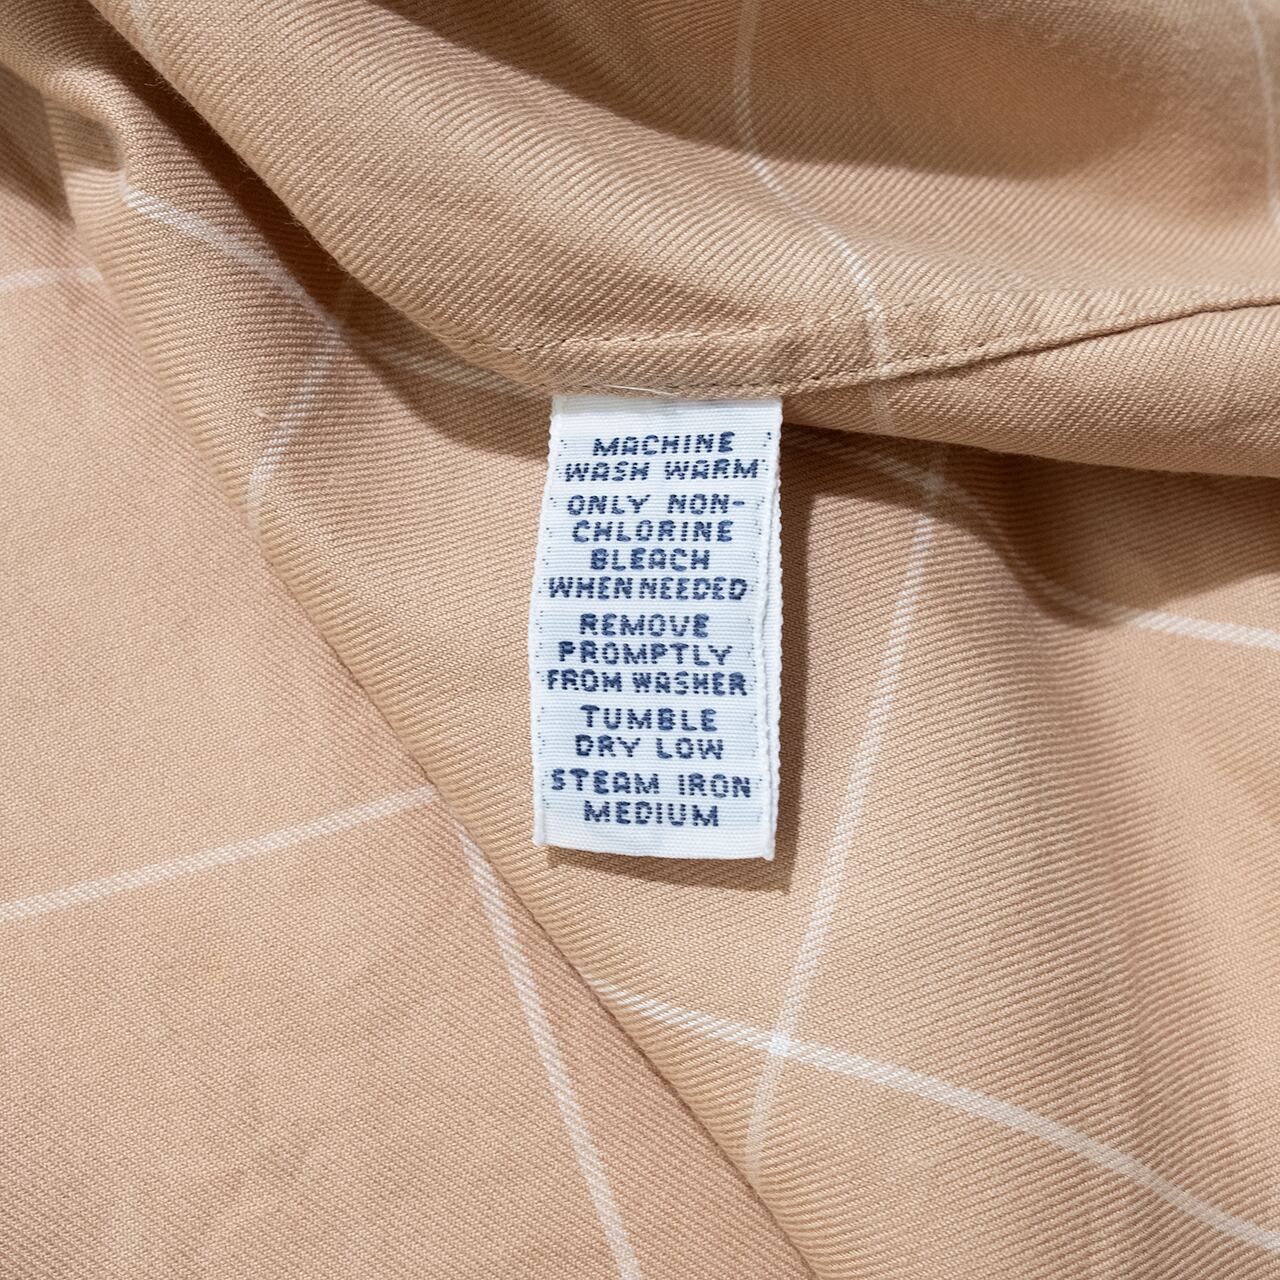 MACHINE
WASH WARM
ONLY NON-
CHLORINE
BLEACH
WHEN NEEDED
REMOVE
PROMPTLY
FROM WASHER
TUMBLE
DRY LOW
STEAM IRON
MEDIUM